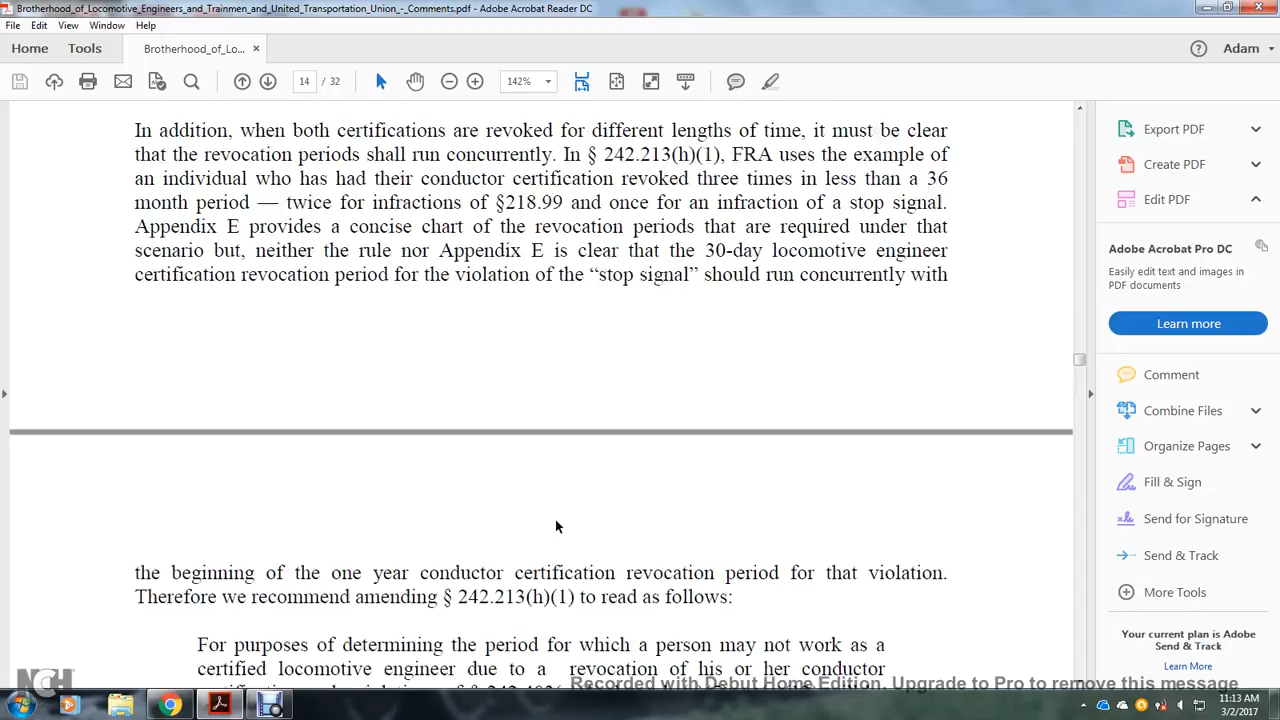 Brotherhood_of_Locomotive_Engineers_and_Trainmen_and_United_Transportation_Union_-_Comments.pdf - Adobe Acrobat Reader DC
File Edit View Window Help
Home Tools Brotherhood_of_Lo... × Adam
14 / 32 142%
In addition, when both certifications are revoked for different lengths of time, it must be clear
that the revocation periods shall run concurrently. In § 242.213(h)(1), FRA uses the example of
an individual who has had their conductor certification revoked three times in less than a 36
month period — twice for infractions of §218.99 and once for an infraction of a stop signal.
Appendix E provides a concise chart of the revocation periods that are required under that
scenario but, neither the rule nor Appendix E is clear that the 30-day locomotive engineer
certification revocation period for the violation of the “stop signal” should run concurrently with
the beginning of the one year conductor certification revocation period for that violation.
Therefore we recommend amending § 242.213(h)(1) to read as follows:
For purposes of determining the period for which a person may not work as a
certified locomotive engineer due to a revocation of his or her conductor
Export PDF
Create PDF
Edit PDF
Adobe Acrobat Pro DC
Easily edit text and images in
PDF documents
Learn more
Comment
Combine Files
Organize Pages
Fill & Sign
Send for Signature
Send & Track
More Tools
Your current plan is Adobe
Send & Track
Learn More
NCH
Recorded with Debut Home Edition. Upgrade to Pro to remove this message
11:13 AM
3/2/2017